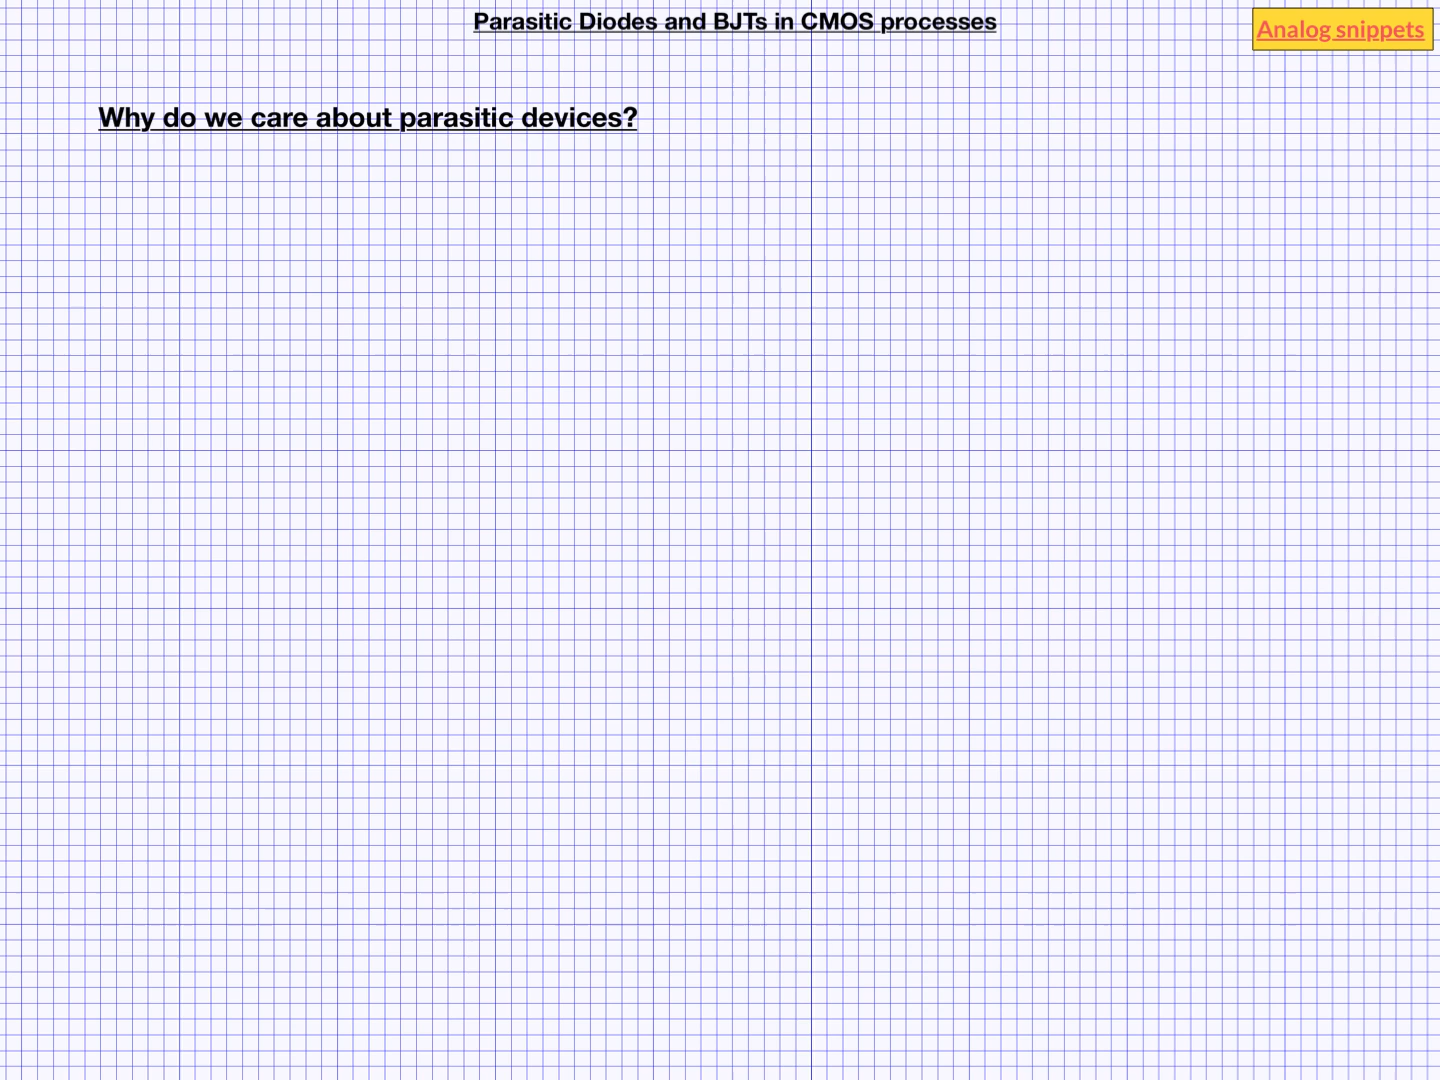 Parasitic Diodes and BJTs in CMOS processes
Analog snippets
Why do we care about parasitic devices?